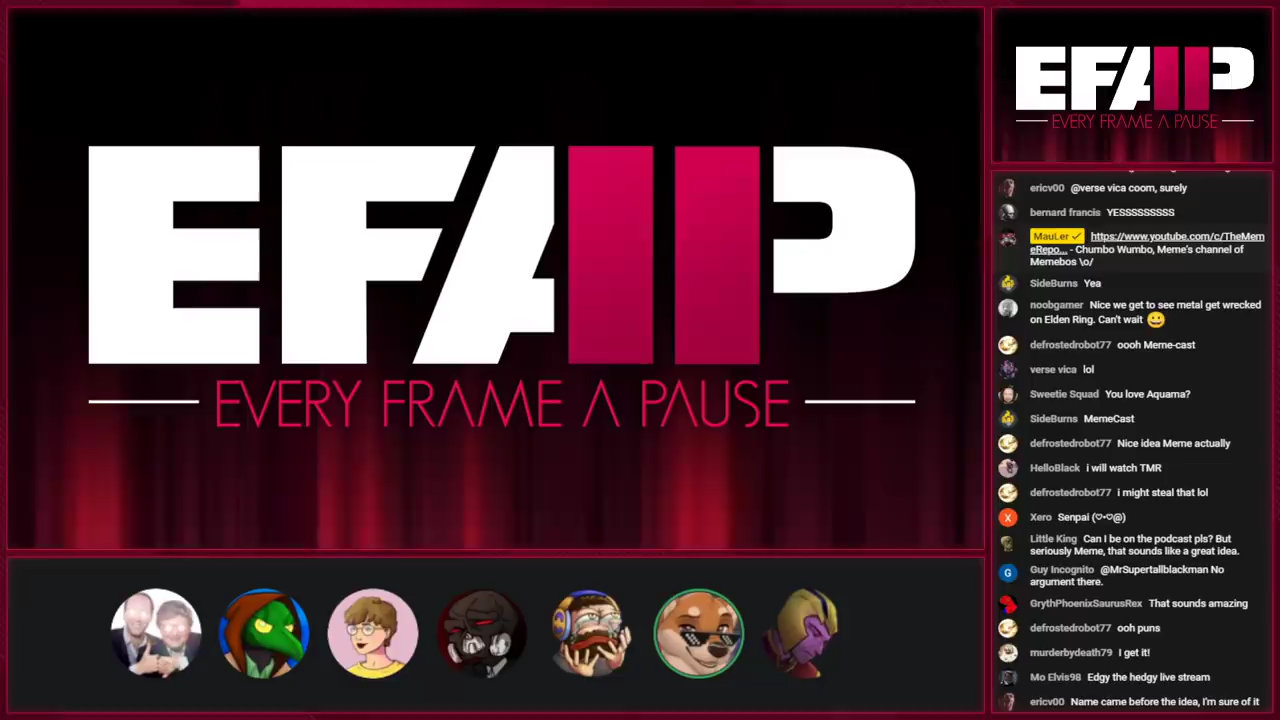 EFAP
EVERY FRAME A PAUSE
EFAP
EVERY FRAME A PAUSE
ericv00 @verse vica coom, surely
bernard francis YESSSSSSSSS
MauLer ✓ https://www.youtube.com/c/TheMem
eRepo... - Chumbo Wumbo, Meme's channel of
Memebos \o/
SideBurns Yea
noobgamer Nice we get to see metal get wrecked
on Elden Ring. Can't wait 😀
defrostedrobot77 oooh Meme-cast
verse vica lol
Sweetie Squad You love Aquama?
SideBurns MemeCast
defrostedrobot77 Nice idea Meme actually
HelloBlack i will watch TMR
defrostedrobot77 i might steal that lol
X
Xero Senpai (♡•♡@)
Little King Can I be on the podcast pls? But
seriously Meme, that sounds like a great idea.
G
Guy Incognito @MrSupertallblackman No
argument there.
GrythPhoenixSaurusRex That sounds amazing
defrostedrobot77 ooh puns
murderbydeath79 I get it!
Mo Elvis98 Edgy the hedgy live stream
ericv00 Name came before the idea, I'm sure of it